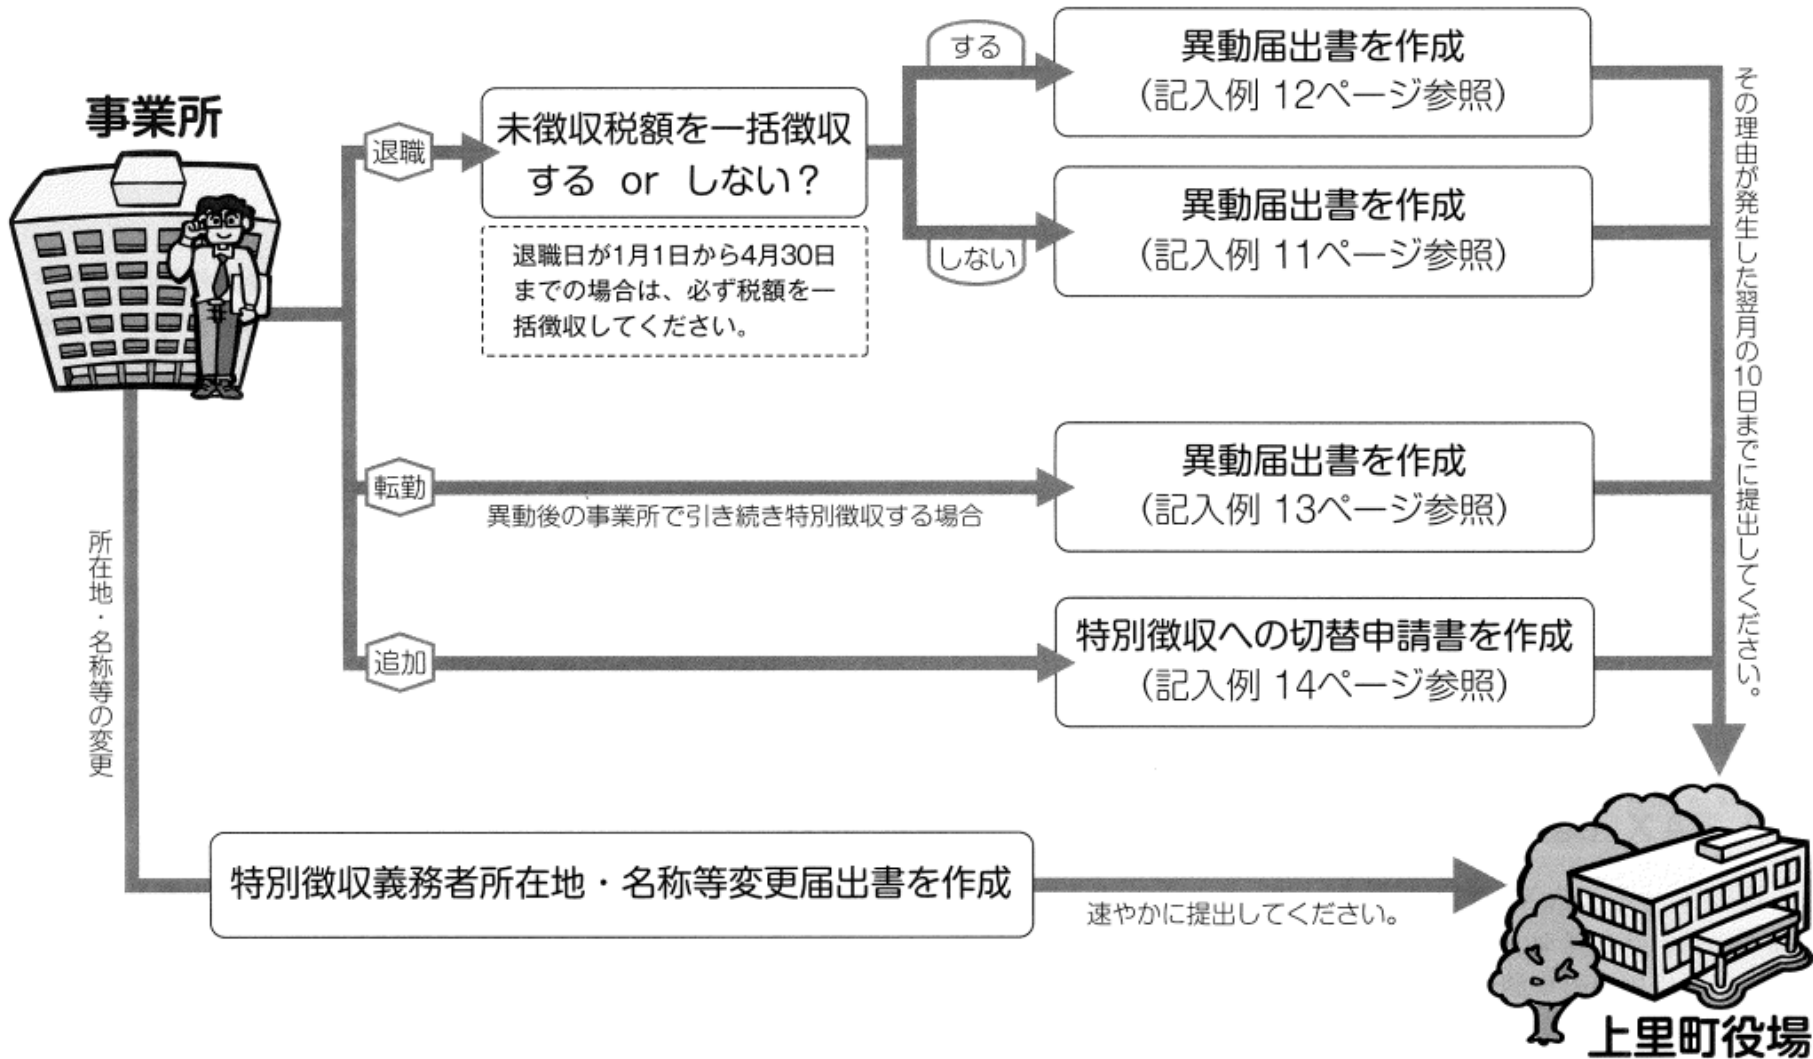 事業所
退職
未徴収税額を一括徴収
する or しない？
退職日が1月1日から4月30日
までの場合は、必ず税額を一
括徴収してください。
する
異動届出書を作成
（記入例 12ページ参照）
しない
異動届出書を作成
（記入例 11ページ参照）
転勤
異動後の事業所で引き続き特別徴収する場合
異動届出書を作成
（記入例 13ページ参照）
追加
特別徴収への切替申請書を作成
（記入例 14ページ参照）
その理由が発生した翌月の10日までに提出してください。
所在地・名称等の変更
特別徴収義務者所在地・名称等変更届出書を作成
速やかに提出してください。
上里町役場